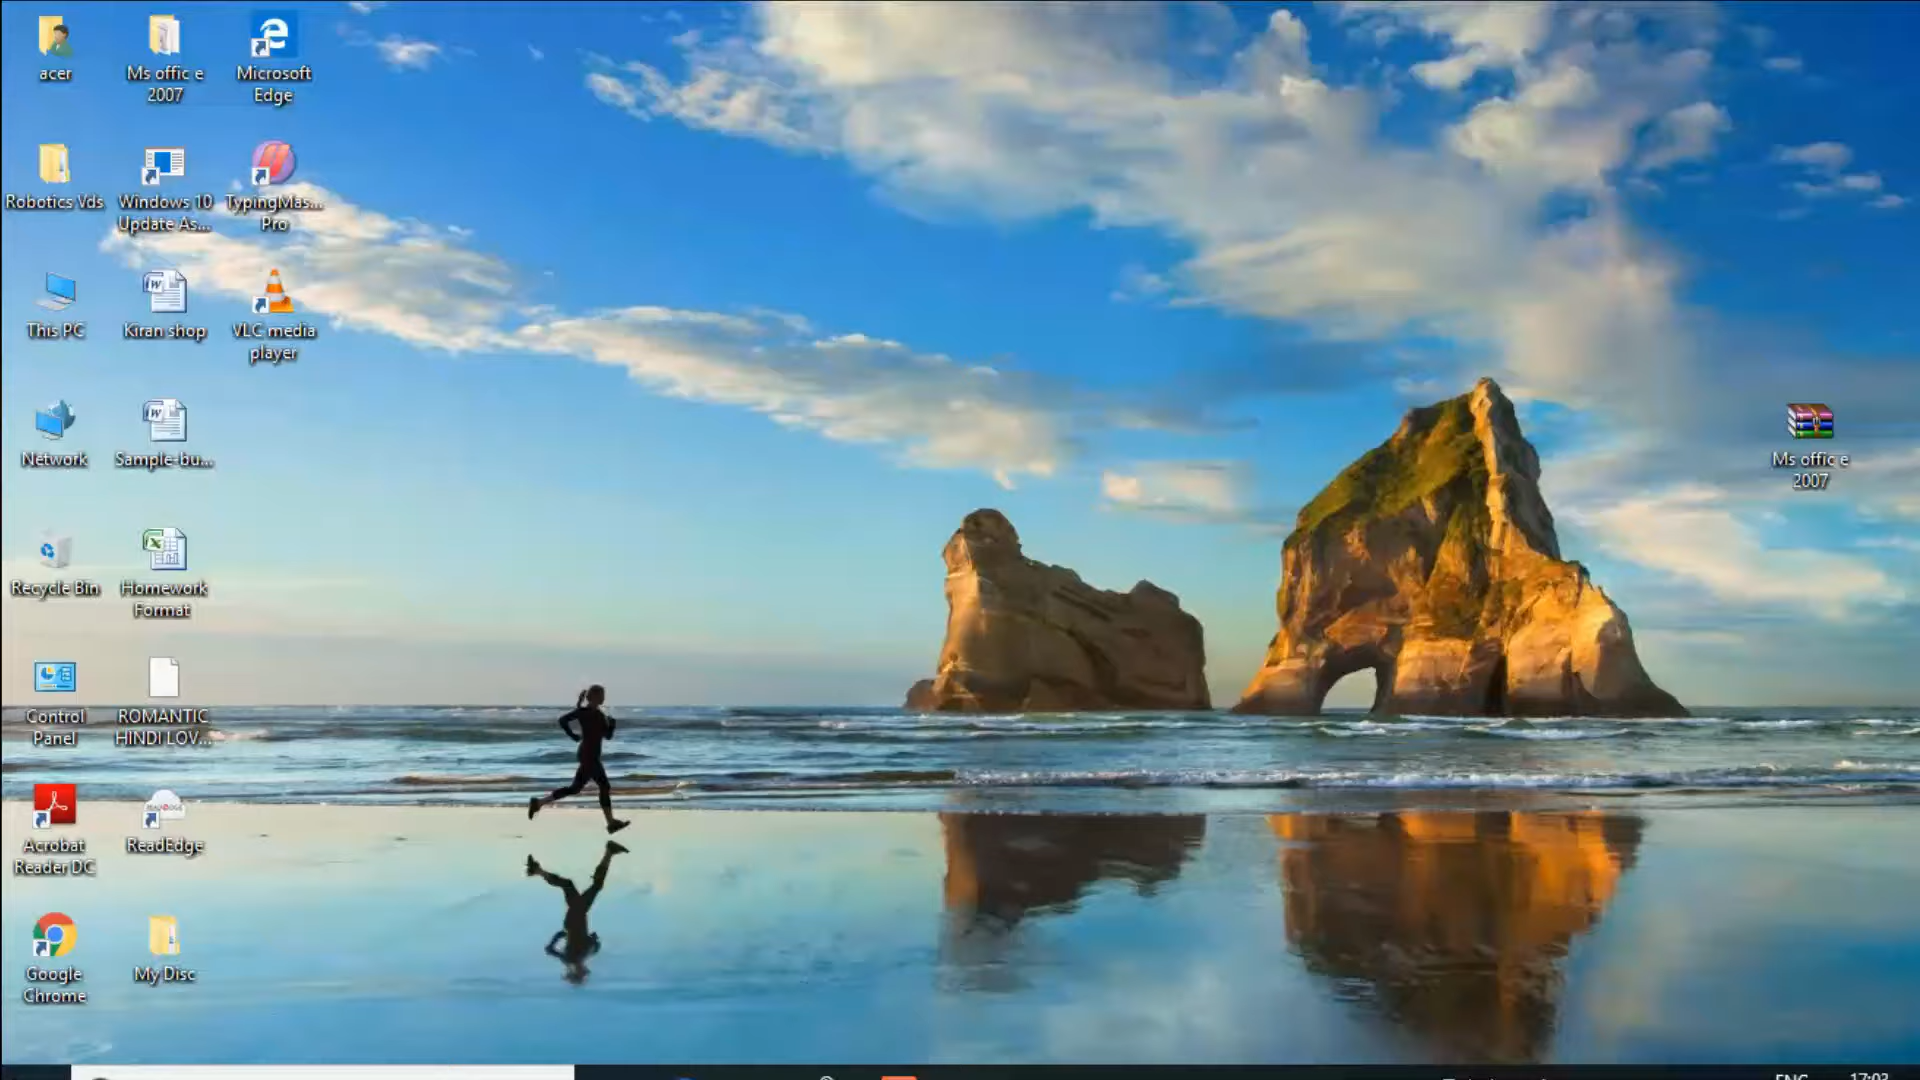 acer
Ms offic e
2007
Microsoft
Edge
Robotics Vds
Windows 10
Update As...
TypingMas...
Pro
This PC
Kiran shop
VLC media
player
Network
Sample-bu...
Ms offic e
2007
Recycle Bin
Homework
Format
Control
Panel
ROMANTIC
HINDI LOV...
Acrobat
Reader DC
ReadEdge
Google
Chrome
My Disc
ENG
17:03